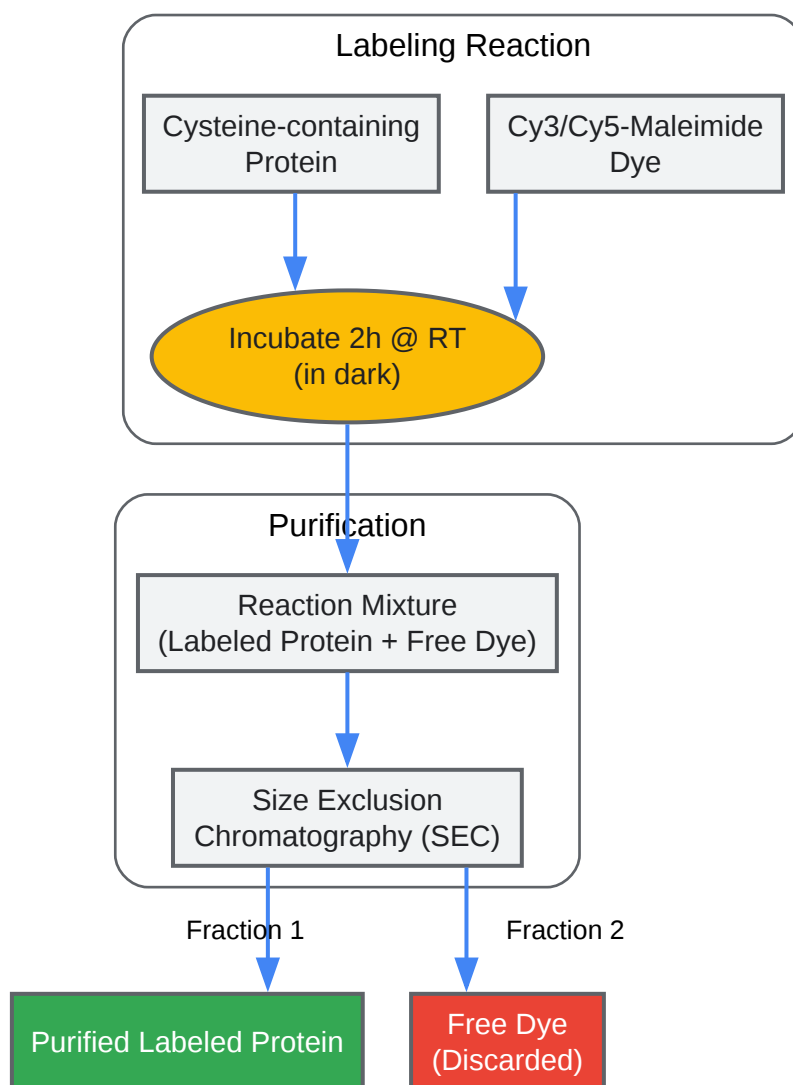 Labeling Reaction
Cysteine-containing
Protein
Cy3/Cy5-Maleimide
Dye
Incubate 2h @ RT
(in dark)
Purification
Reaction Mixture
(Labeled Protein + Free Dye)
Size Exclusion
Chromatography (SEC)
Fraction 1
Fraction 2
Purified Labeled Protein
Free Dye
(Discarded)